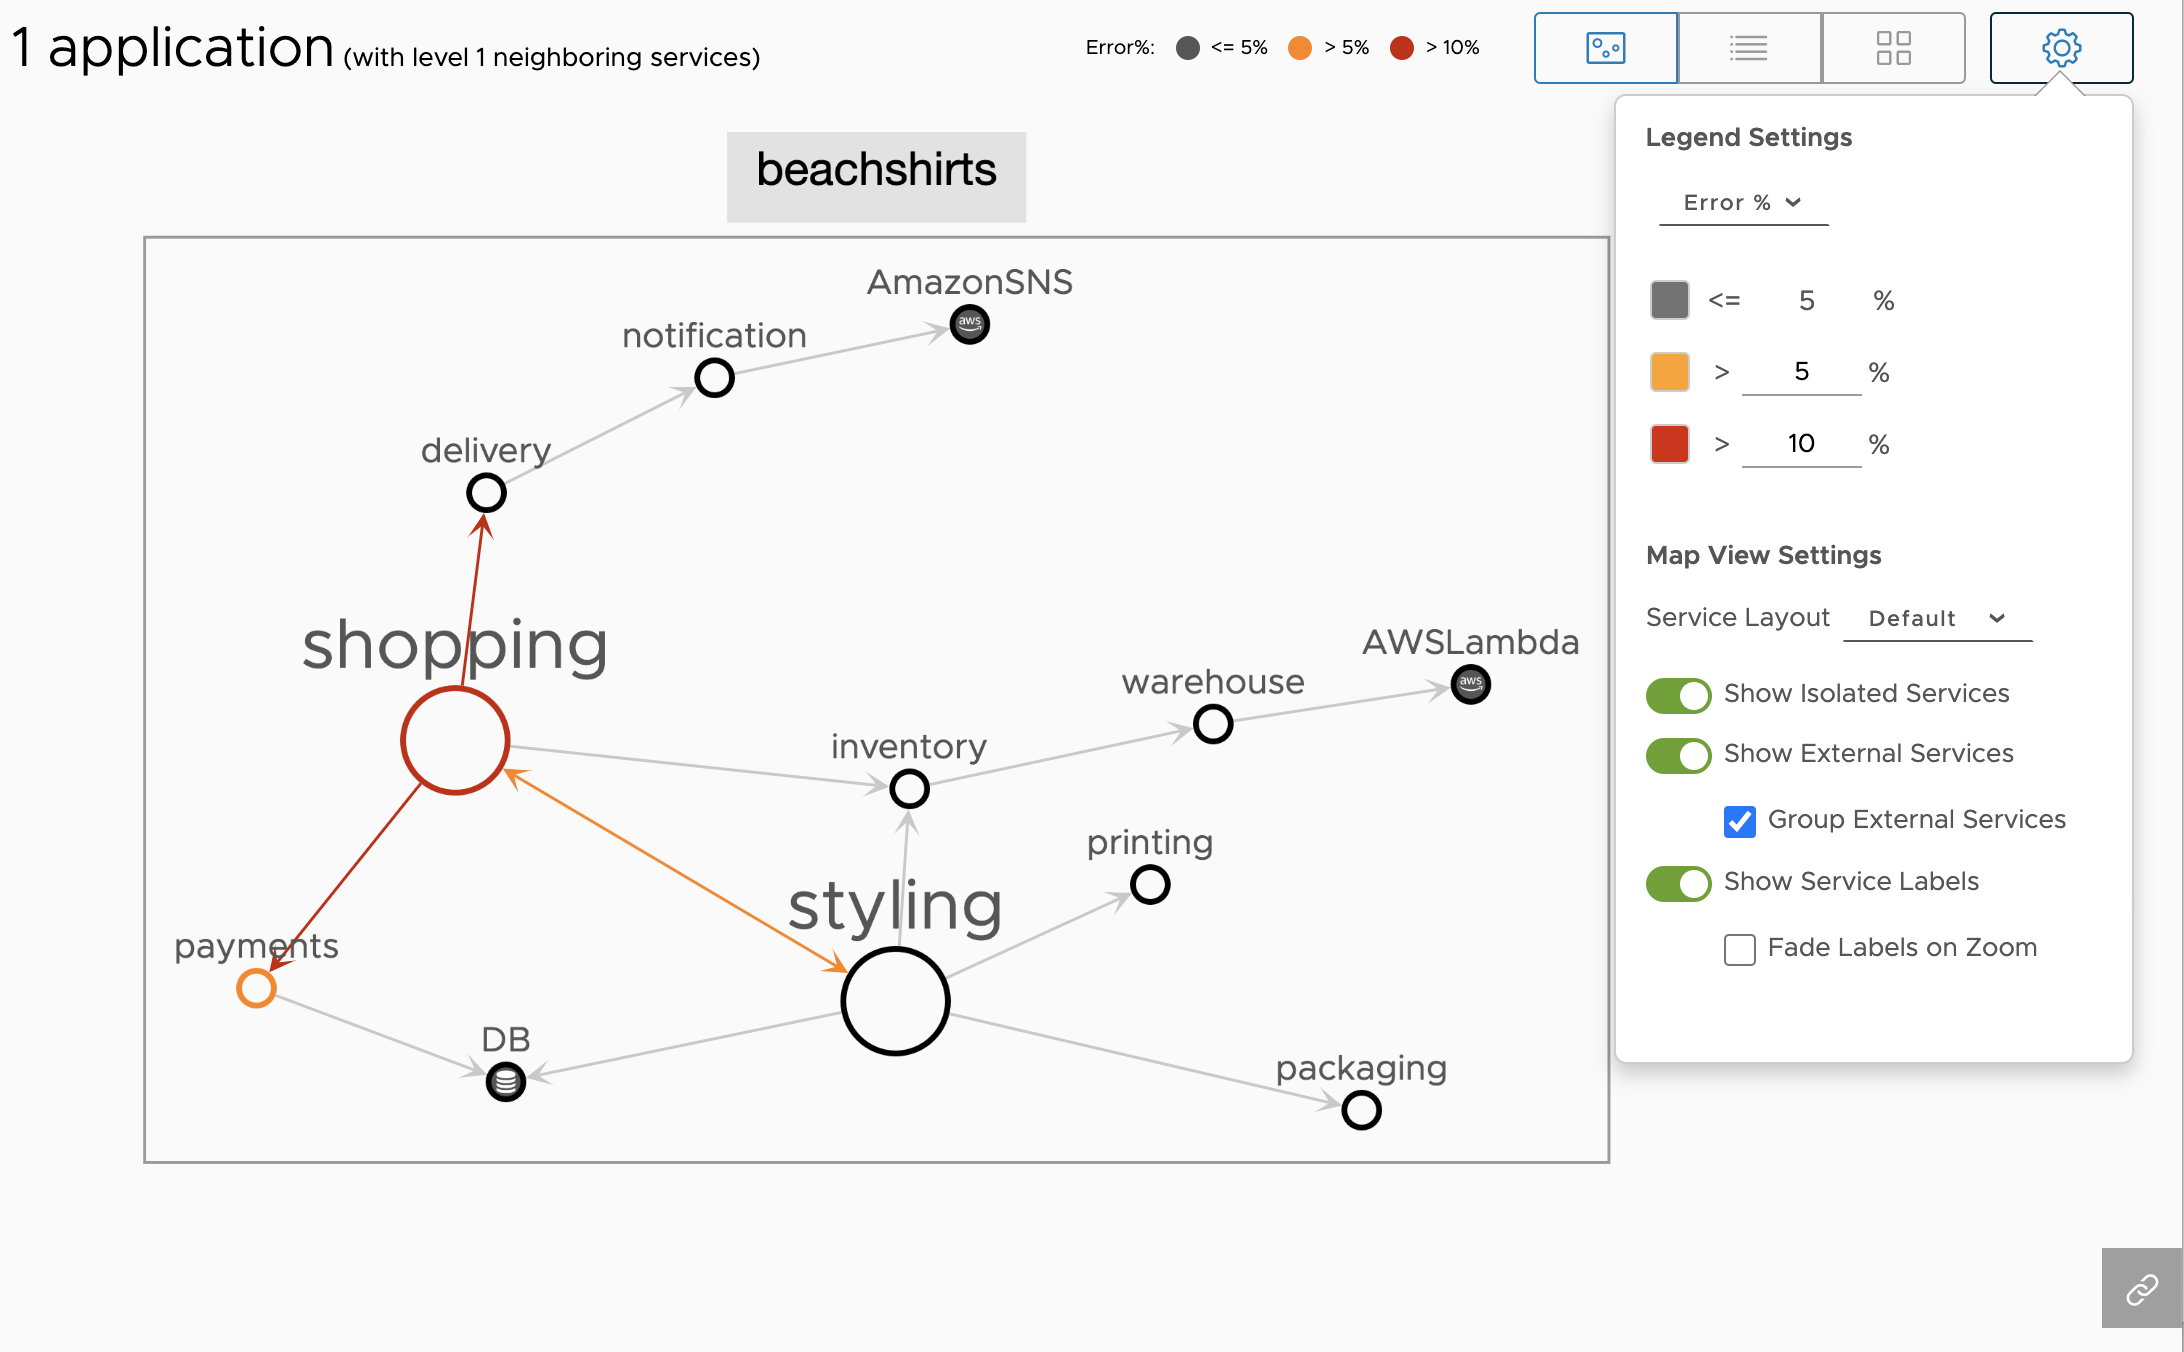 1 application (with level 1 neighboring services)
Error%: <= 5% > 5% > 10%
beachshirts
AmazonSNS
aws
notification
delivery
shopping
AWSLambda
aws
warehouse
inventory
printing
styling
payments
DB
packaging
Legend Settings
Error %
<= 5 %
> 5 %
> 10 %
Map View Settings
Service Layout Default
Show Isolated Services
Show External Services
Group External Services
Show Service Labels
Fade Labels on Zoom